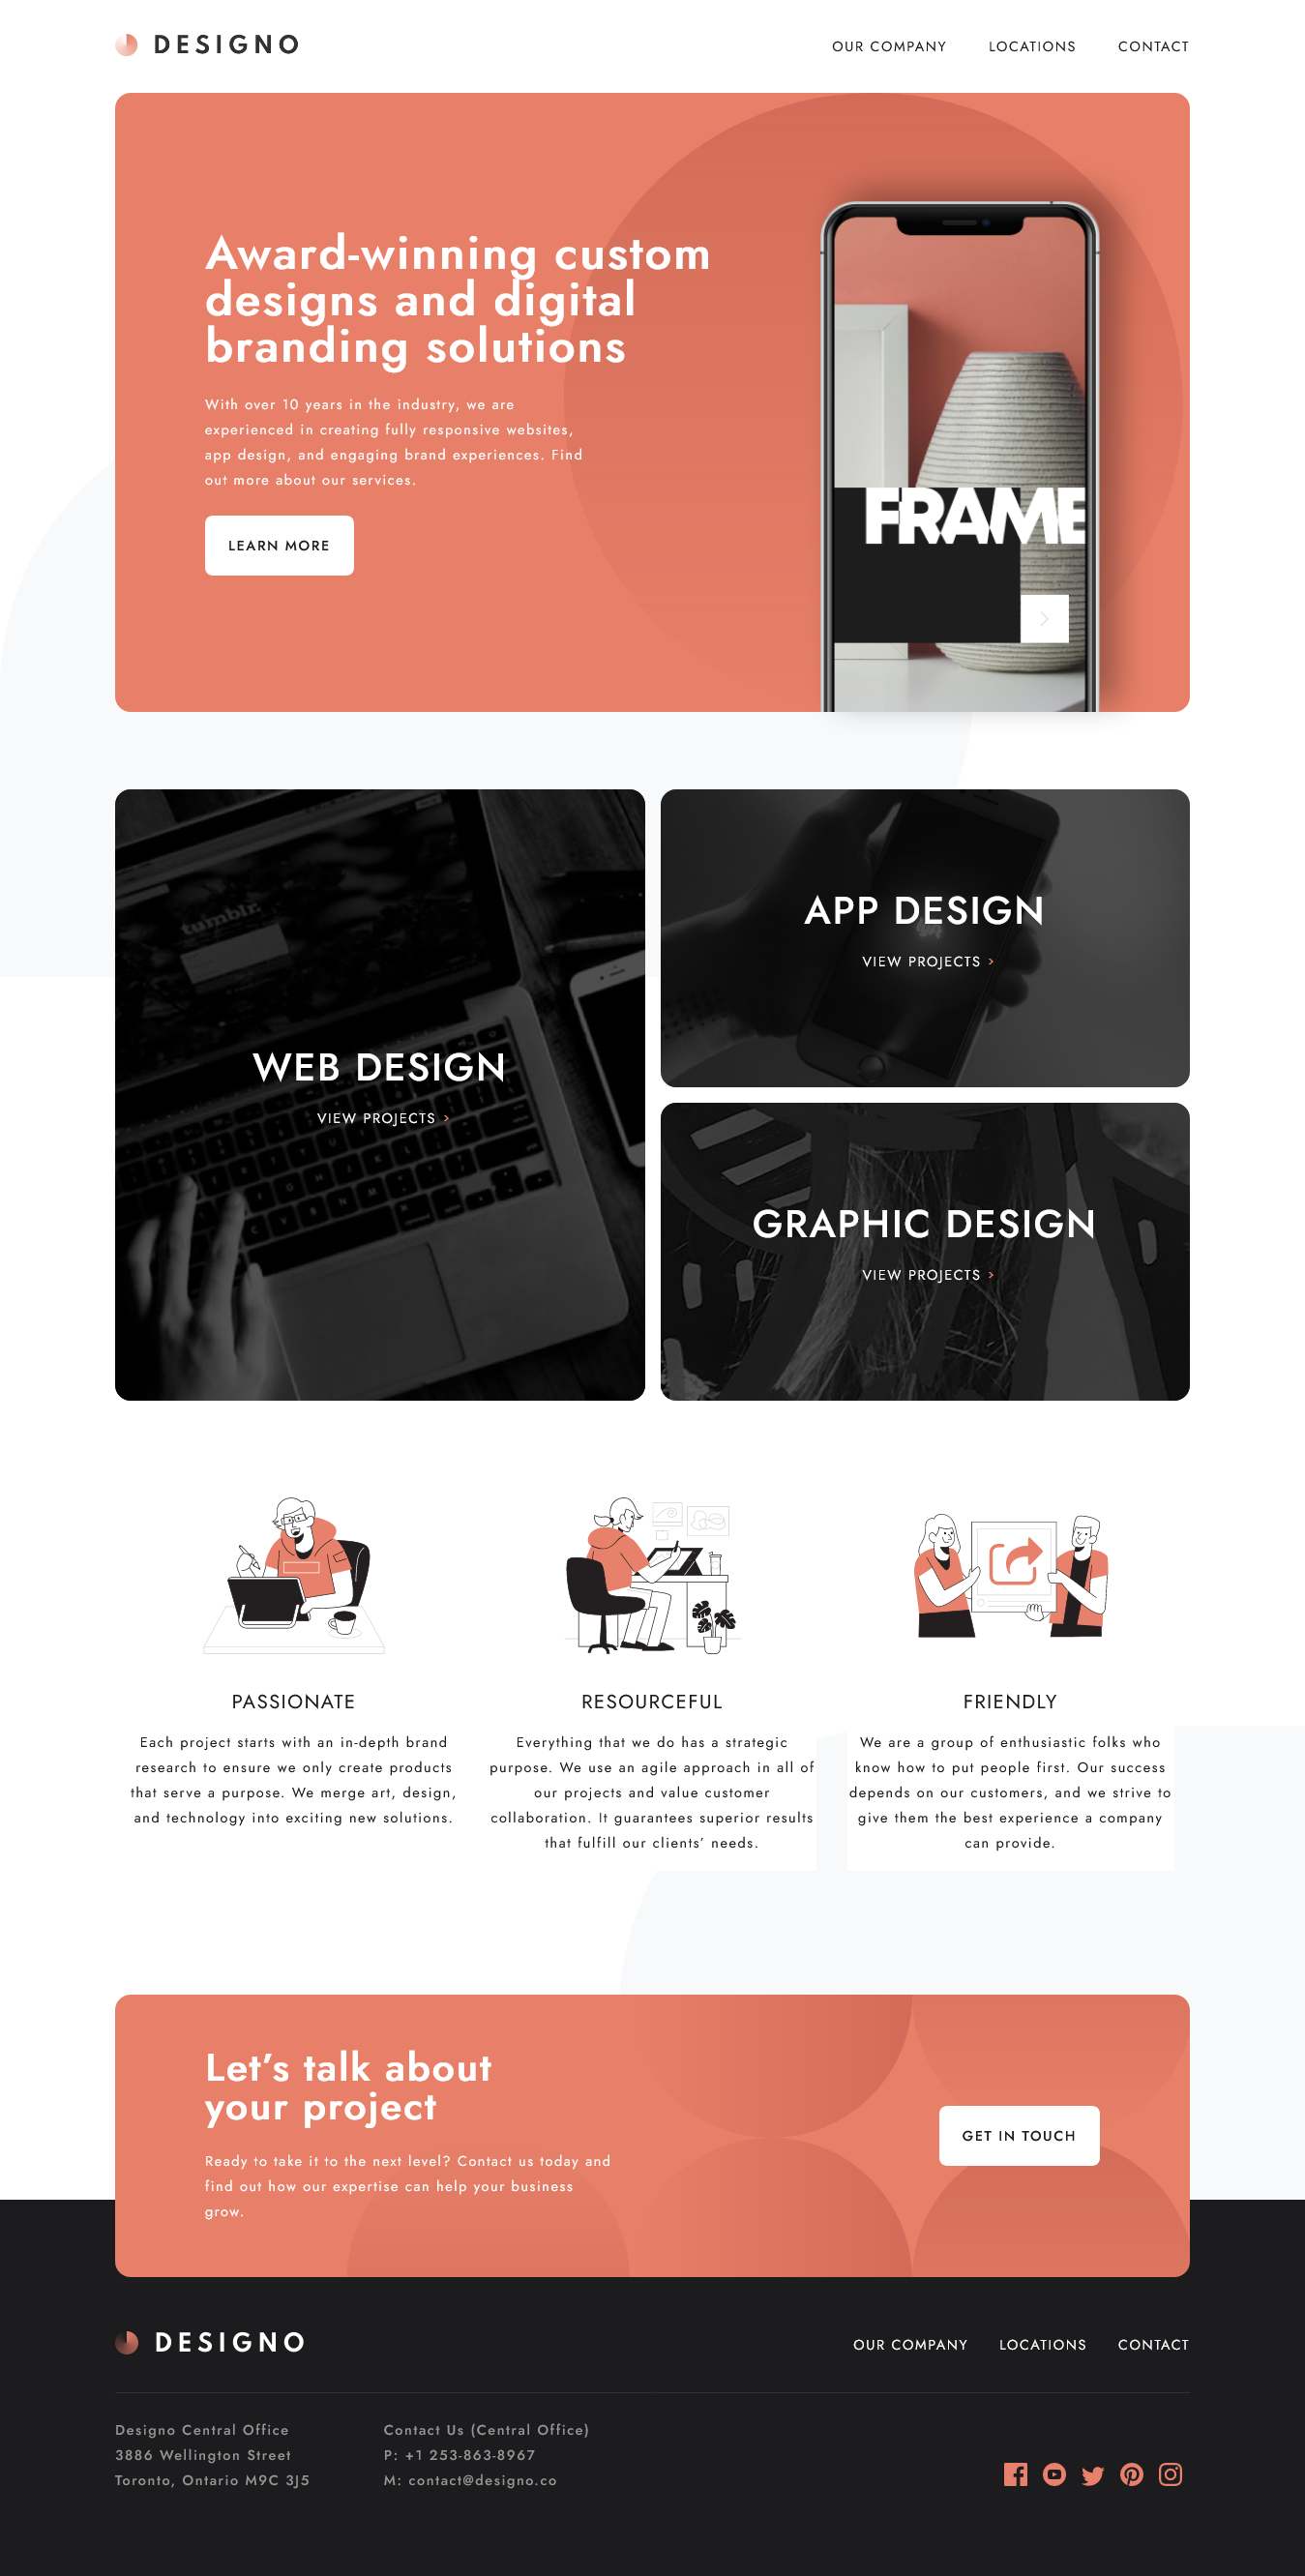 DESIGNO
OUR COMPANY LOCATIONS CONTACT
Award-winning custom
designs and digital
branding solutions
With over 10 years in the industry, we are
experienced in creating fully responsive websites,
app design, and engaging brand experiences. Find
out more about our services.
LEARN MORE
FRAME
tumblr.
WEB DESIGN
VIEW PROJECTS
APP DESIGN
VIEW PROJECTS
GRAPHIC DESIGN
VIEW PROJECTS
PASSIONATE
Each project starts with an in-depth brand
research to ensure we only create products
that serve a purpose. We merge art, design,
and technology into exciting new solutions.
RESOURCEFUL
Everything that we do has a strategic
purpose. We use an agile approach in all of
our projects and value customer
collaboration. It guarantees superior results
that fulfill our clients’ needs.
FRIENDLY
We are a group of enthusiastic folks who
know how to put people first. Our success
depends on our customers, and we strive to
give them the best experience a company
can provide.
Let’s talk about
your project
Ready to take it to the next level? Contact us today and
find out how our expertise can help your business
grow.
GET IN TOUCH
DESIGNO
OUR COMPANY LOCATIONS CONTACT
Designo Central Office
3886 Wellington Street
Toronto, Ontario M9C 3J5
Contact Us (Central Office)
P: +1 253-863-8967
M: contact@designo.co